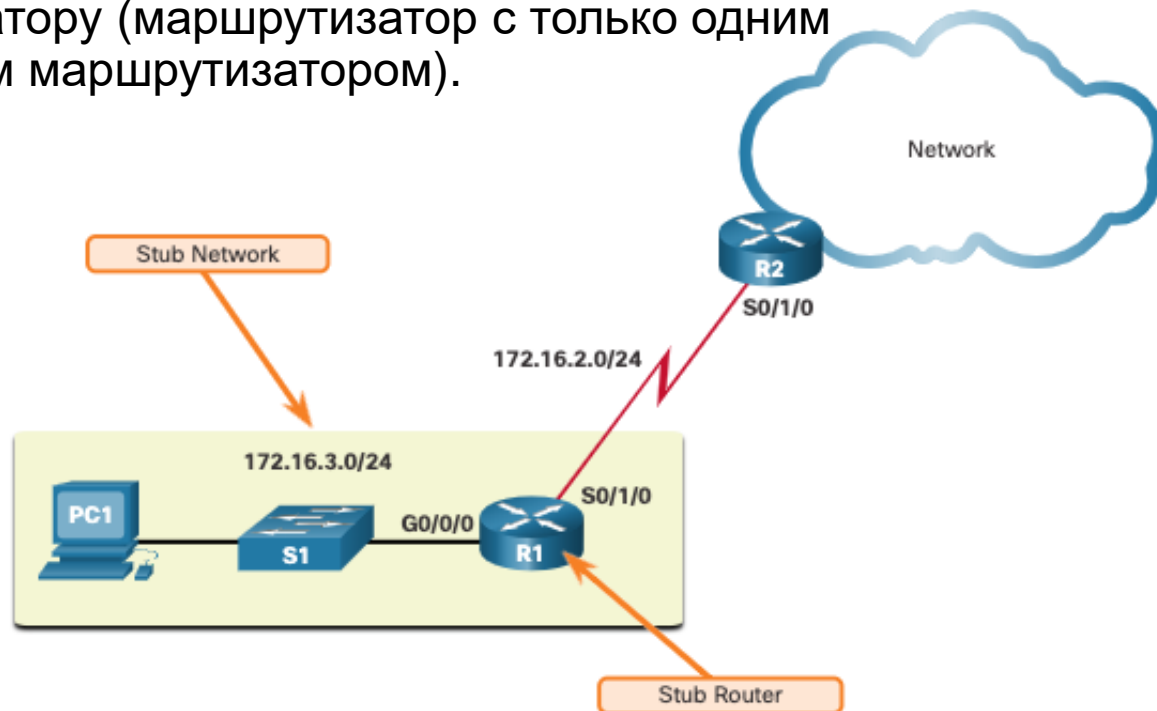 атору (маршрутизатор с только одним
м маршрутизатором).
Network
Stub Network
R2
S0/1/0
172.16.2.0/24
172.16.3.0/24
S0/1/0
PC1
G0/0/0
S1
R1
Stub Router